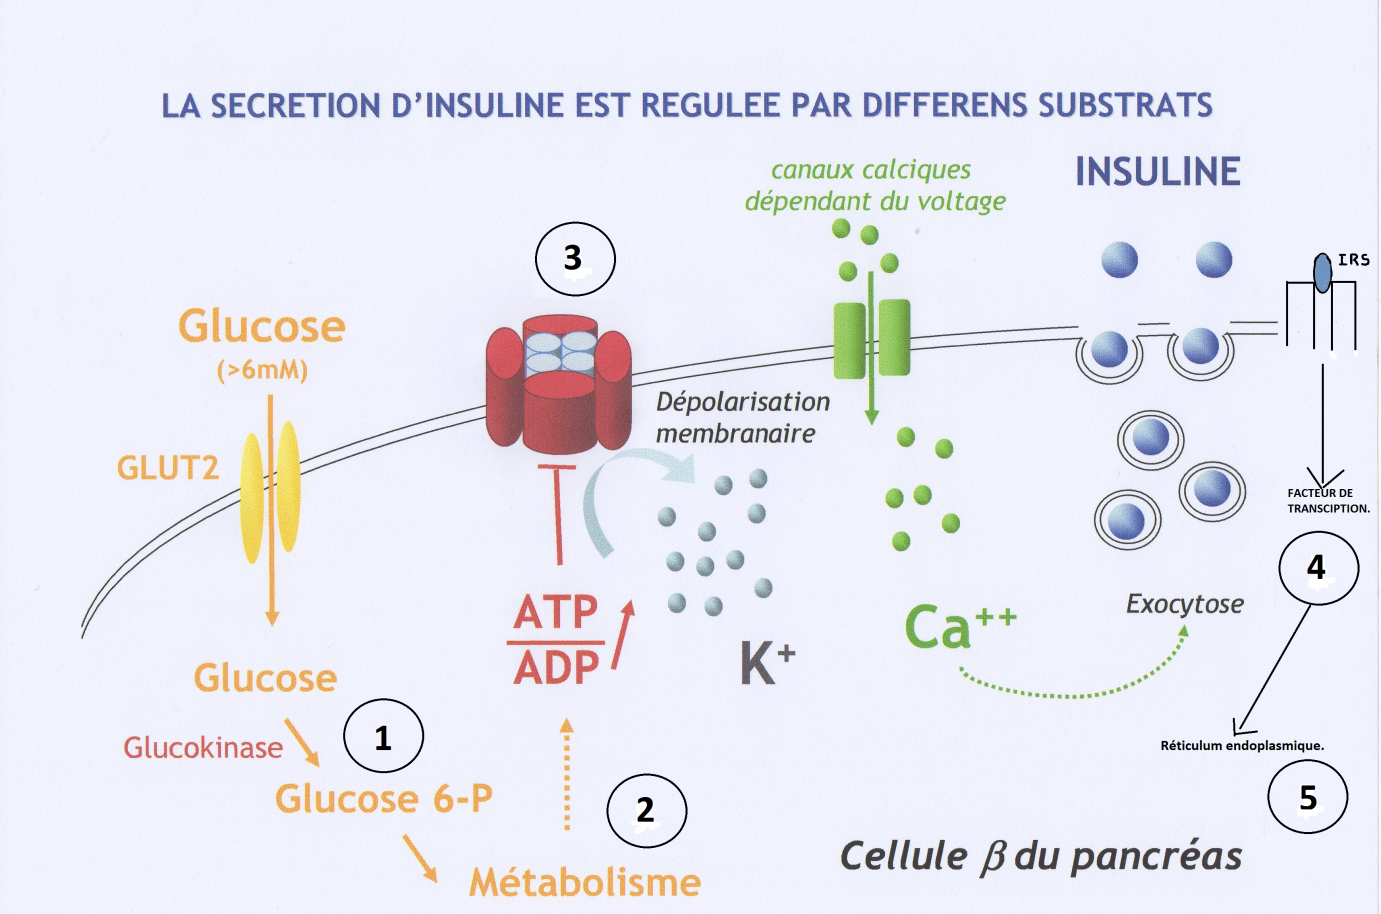 LA SECRETION D'INSULINE EST REGULEE PAR DIFFERENS SUBSTRATS
canaux calciques
dépendant du voltage
INSULINE
3
IRS
Glucose
(>6mM)
Dépolarisation
membranaire
GLUT2
FACTEUR DE
TRANSCIPTION.
4
ATP
ADP
K+
Ca++
Exocytose
Glucose
Glucokinase
1
Réticulum endoplasmique.
Glucose 6-P
2
5
Métabolisme
Cellule β du pancréas